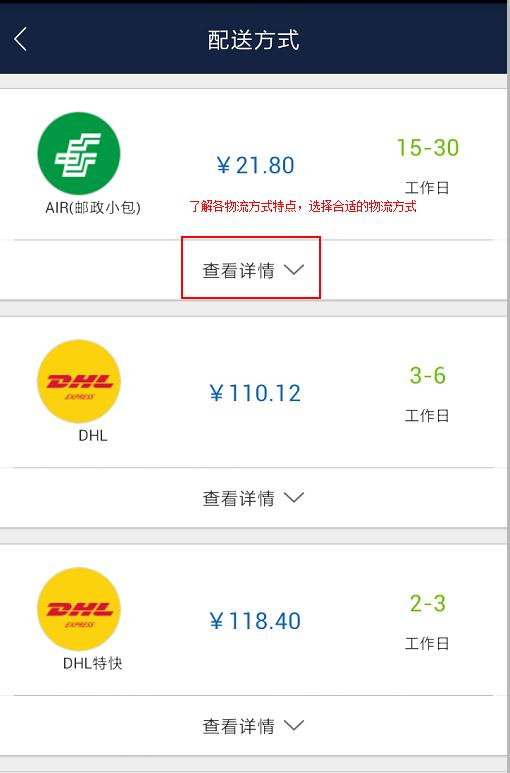 配送方式
¥21.80
15-30
工作日
AIR(邮政小包)
了解各物流方式特点，选择合适的物流方式
查看详情
DHL
EXPRESS
¥110.12
3-6
工作日
DHL
查看详情
DHL
EXPRESS
¥118.40
2-3
工作日
DHL特快
查看详情